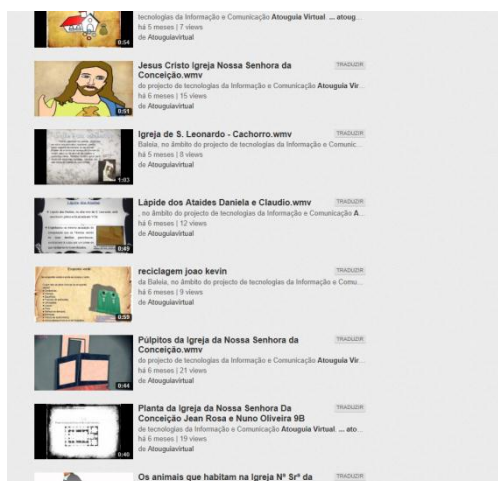 tecnologias da Informação e Comunicação Atouguia Virtual. ... atoug...
há 5 meses | 7 views
de Atouguiavirtual
0:54
Jesus Cristo Igreja Nossa Senhora da
Conceição.wmv
TRADUZIR
do projecto de tecnologias da Informação e Comunicação Atouguia Vir...
há 6 meses | 15 views
de Atouguiavirtual
0:51
Igreja de S. Leonardo - Cachorro.wmv
TRADUZIR
Baleia, no âmbito do projecto de tecnologias da Informação e Comunic...
há 5 meses | 8 views
de Atouguiavirtual
1:03
Lápide dos Ataides Daniela e Claudio.wmv
TRADUZIR
, no âmbito do projecto de tecnologias da Informação e Comunicação A...
há 6 meses | 12 views
de Atouguiavirtual
0:49
reciclagem joao kevin
TRADUZIR
da Baleia, no âmbito do projecto de tecnologias da Informação e Comu...
há 6 meses | 9 views
de Atouguiavirtual
0:59
Púlpitos da Igreja da Nossa Senhora da
Conceição.wmv
TRADUZIR
do projecto de tecnologias da Informação e Comunicação Atouguia Vir...
há 6 meses | 21 views
de Atouguiavirtual
0:44
Planta da Igreja da Nossa Senhora Da
Conceição Jean Rosa e Nuno Oliveira 9B
TRADUZIR
de tecnologias da Informação e Comunicação Atouguia Virtual. ... ato...
há 6 meses | 19 views
de Atouguiavirtual
0:40
Os animais que habitam na Igreja Nª Srª da
TRADUZIR